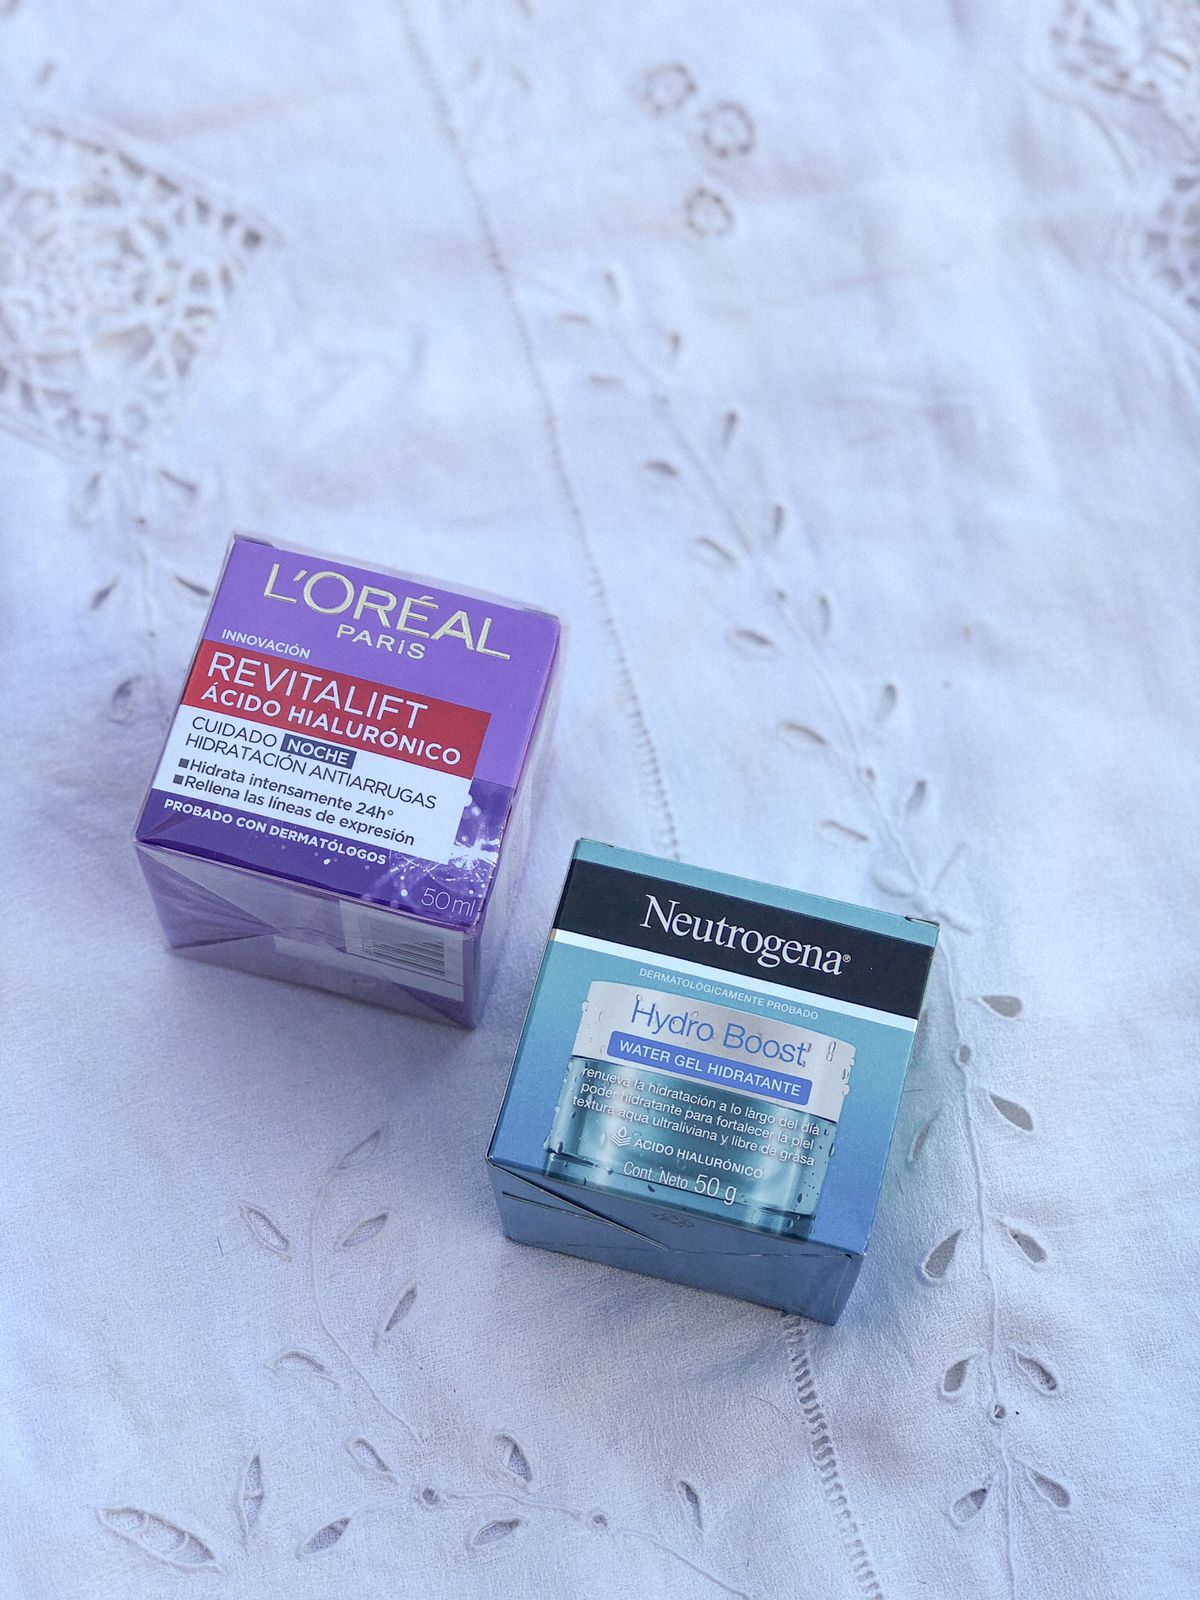 L'ORÉAL
PARIS
INNOVACIÓN
REVITALIFT
ÁCIDO HIALURÓNICO
CUIDADO NOCHE
HIDRATACIÓN ANTIARRUGAS
■Hidrata intensamente 24h°
■Rellena las líneas de expresión
PROBADO CON DERMATÓLOGOS
50 ml
Neutrogena®
DERMATOLÓGICAMENTE PROBADO
Hydro Boost
WATER GEL HIDRATANTE
renueva la hidratación a lo largo del día
poder hidratante para fortalecer la piel
textura aqua ultraliviana y libre de grasa
ÁCIDO HIALURÓNICO
Cont. Neto 50 g